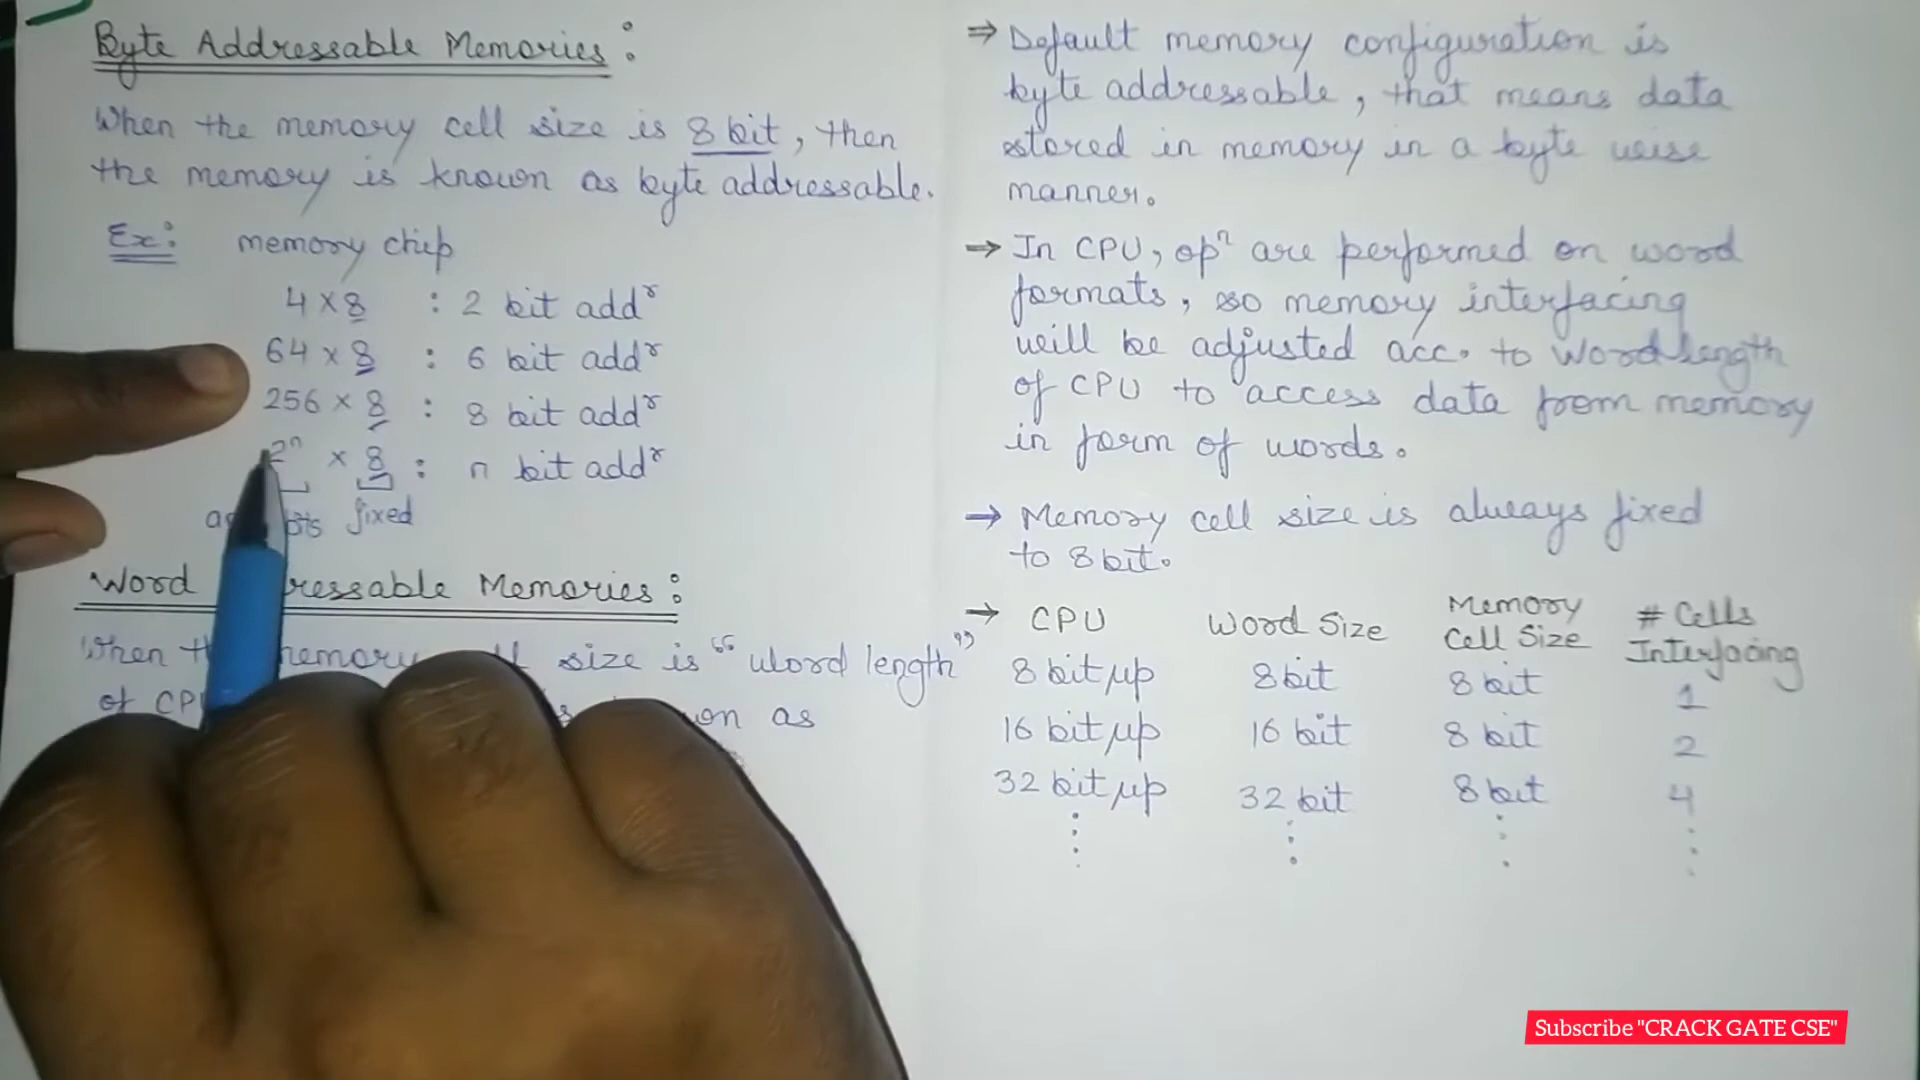 Byte Addressable Memories:
When the memory cell size is 8 bit, then
the memory is known as byte addressable.
Ex: memory chip
4 × 8 : 2 bit addʳ
64 × 8 : 6 bit addʳ
256 × 8 : 8 bit addʳ
2ⁿ × 8 : n bit addʳ
fixed
Word Memories:
When size is "word length"
of as
⇒ Default memory configuration is
byte addressable, that means data
stored in memory in a byte wise
manner.
→ In CPU, opⁿ are performed on word
formats, so memory interfacing
will be adjusted acc. to word length
of CPU to access data from memory
in form of words.
→ Memory cell size is always fixed
to 8 bit.
→ CPU Word Size Memory Cell Size # Cells Interfacing
8 bit μp 8 bit 8 bit 1
16 bit μp 16 bit 8 bit 2
32 bit μp 32 bit 8 bit 4
Subscribe "CRACK GATE CSE"